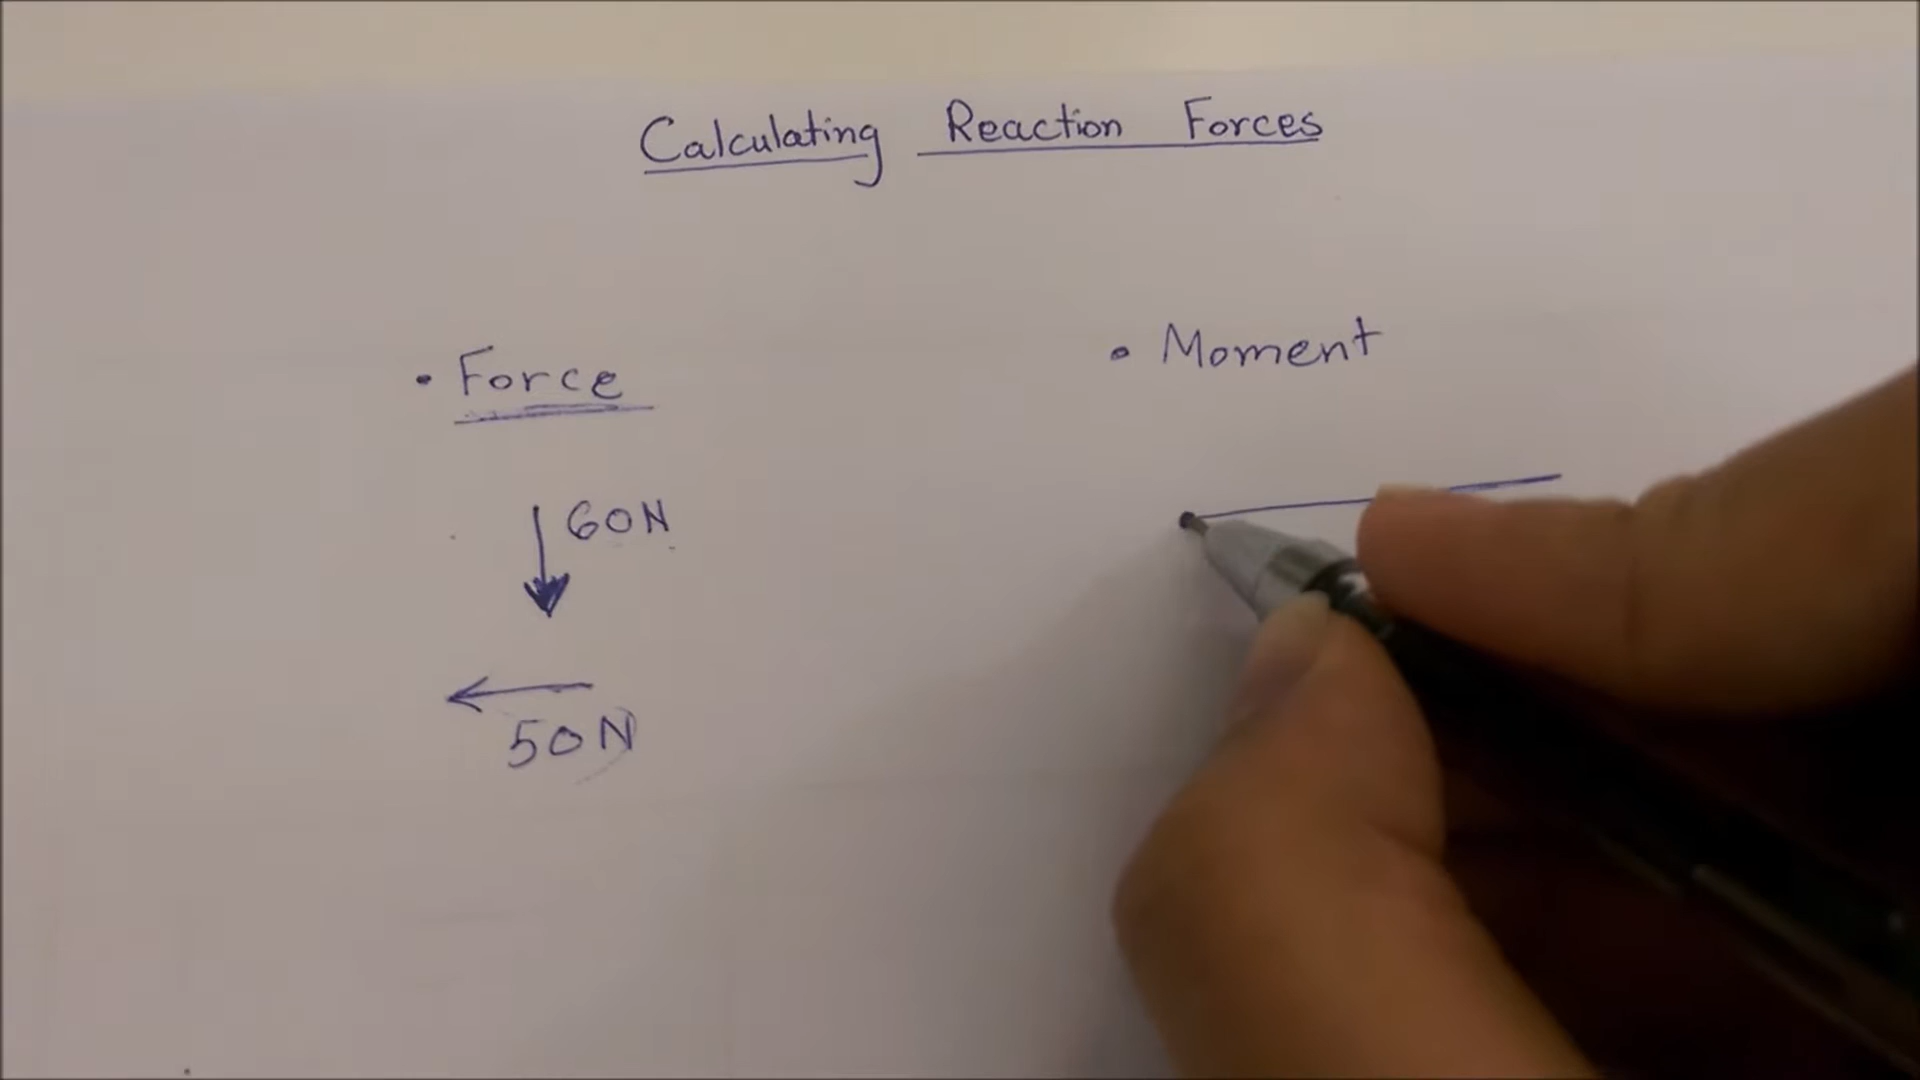 Calculating Reaction Forces
• Force
• Moment
60N
50N